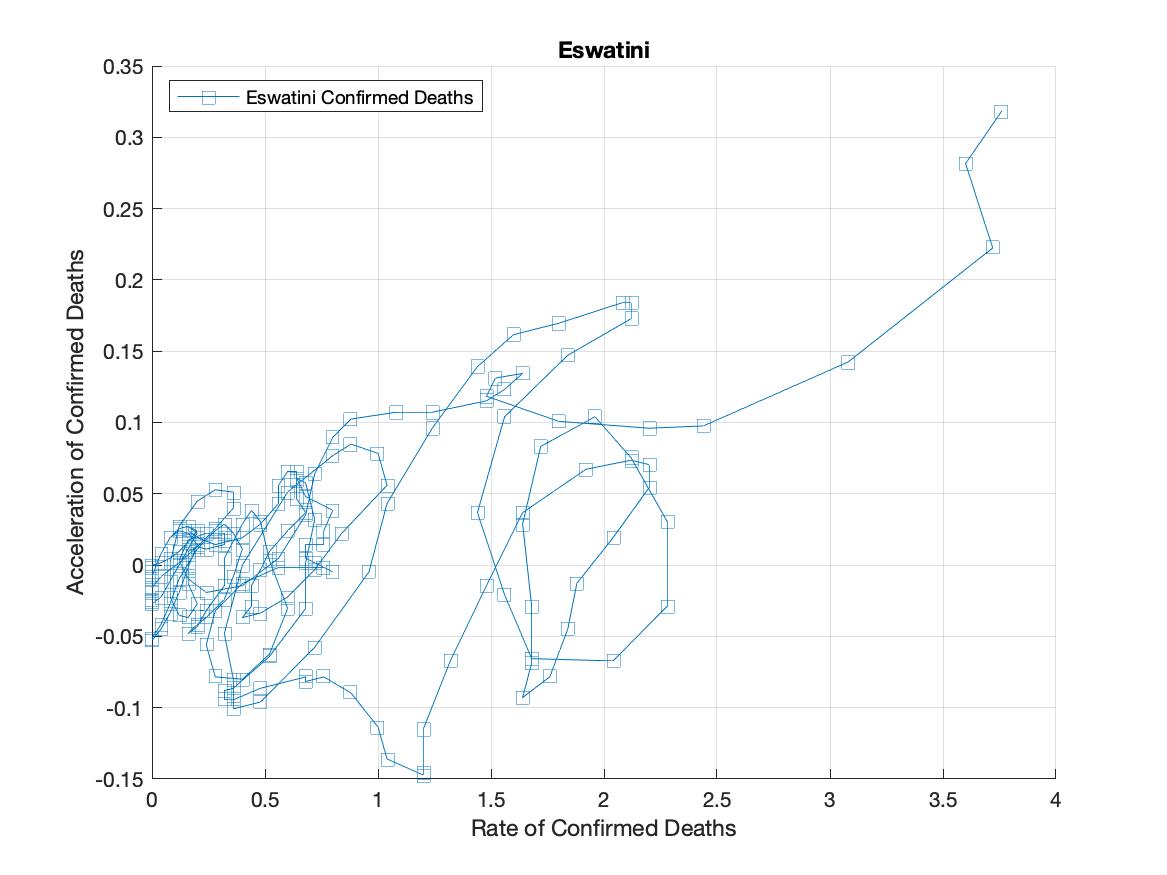 Eswatini
Eswatini Confirmed Deaths
Acceleration of Confirmed Deaths
0.35
0.3
0.25
0.2
0.15
0.1
0.05
0
-0.05
-0.1
-0.15
0 0.5 1 1.5 2 2.5 3 3.5 4
Rate of Confirmed Deaths